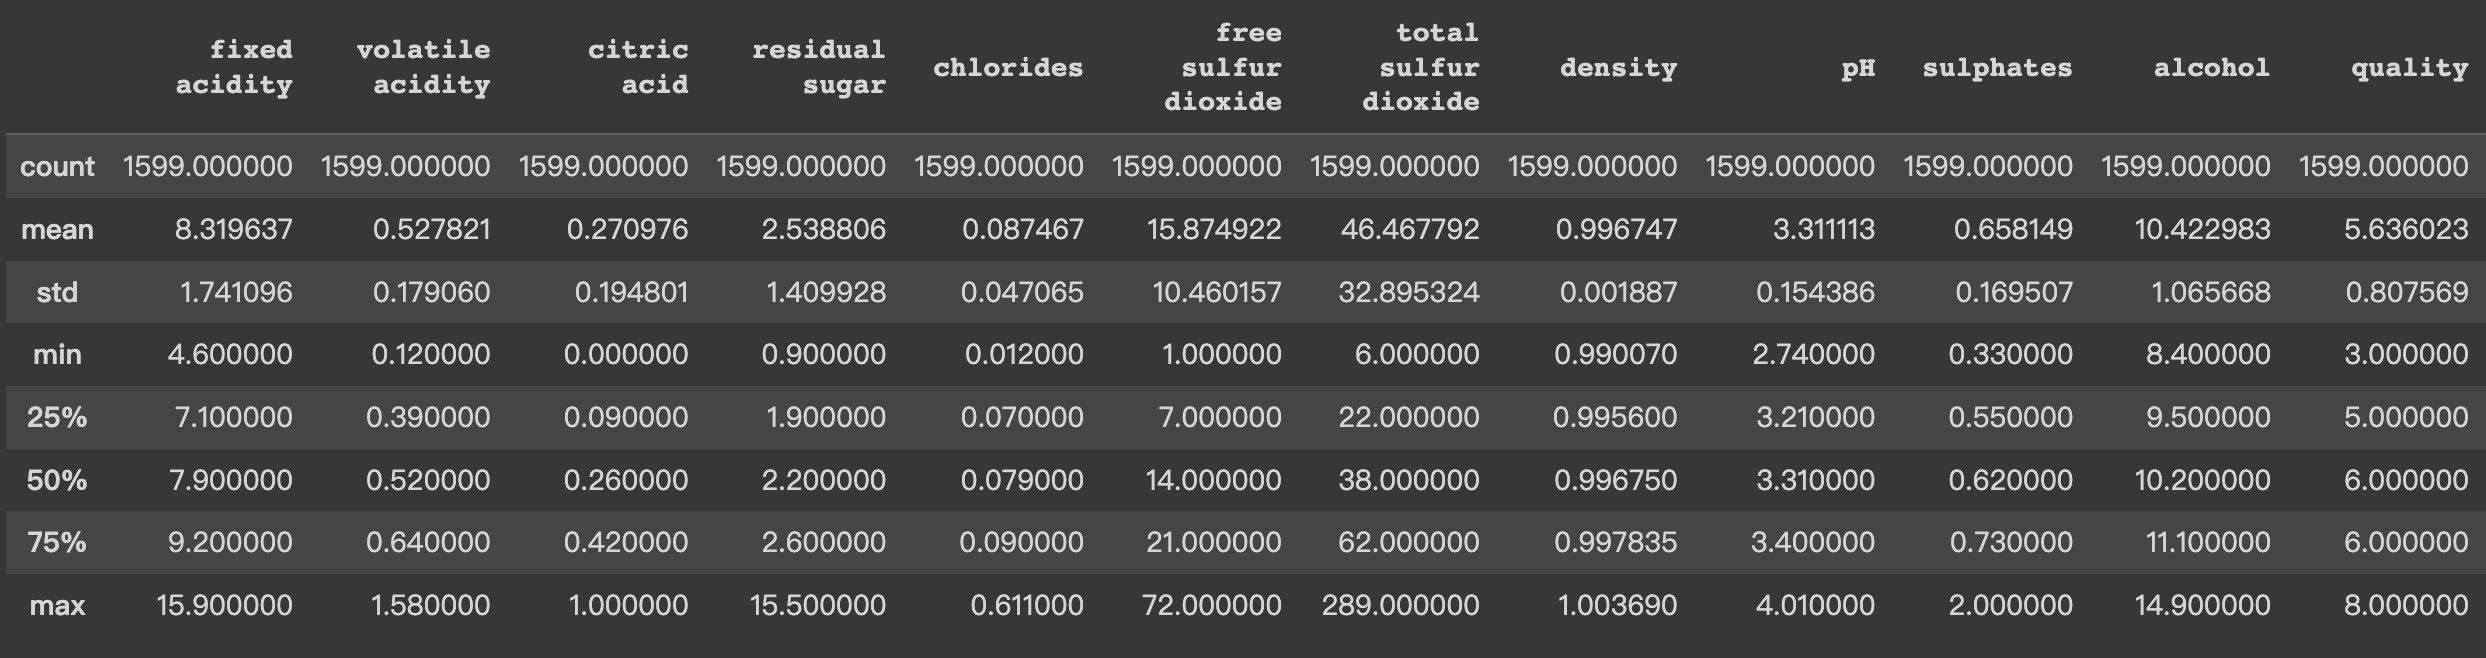 fixed acidity volatile acidity citric acid residual sugar chlorides free sulfur dioxide total sulfur dioxide density pH sulphates alcohol quality
count 1599.000000 1599.000000 1599.000000 1599.000000 1599.000000 1599.000000 1599.000000 1599.000000 1599.000000 1599.000000 1599.000000 1599.000000
mean 8.319637 0.527821 0.270976 2.538806 0.087467 15.874922 46.467792 0.996747 3.311113 0.658149 10.422983 5.636023
std 1.741096 0.179060 0.194801 1.409928 0.047065 10.460157 32.895324 0.001887 0.154386 0.169507 1.065668 0.807569
min 4.600000 0.120000 0.000000 0.900000 0.012000 1.000000 6.000000 0.990070 2.740000 0.330000 8.400000 3.000000
25% 7.100000 0.390000 0.090000 1.900000 0.070000 7.000000 22.000000 0.995600 3.210000 0.550000 9.500000 5.000000
50% 7.900000 0.520000 0.260000 2.200000 0.079000 14.000000 38.000000 0.996750 3.310000 0.620000 10.200000 6.000000
75% 9.200000 0.640000 0.420000 2.600000 0.090000 21.000000 62.000000 0.997835 3.400000 0.730000 11.100000 6.000000
max 15.900000 1.580000 1.000000 15.500000 0.611000 72.000000 289.000000 1.003690 4.010000 2.000000 14.900000 8.000000